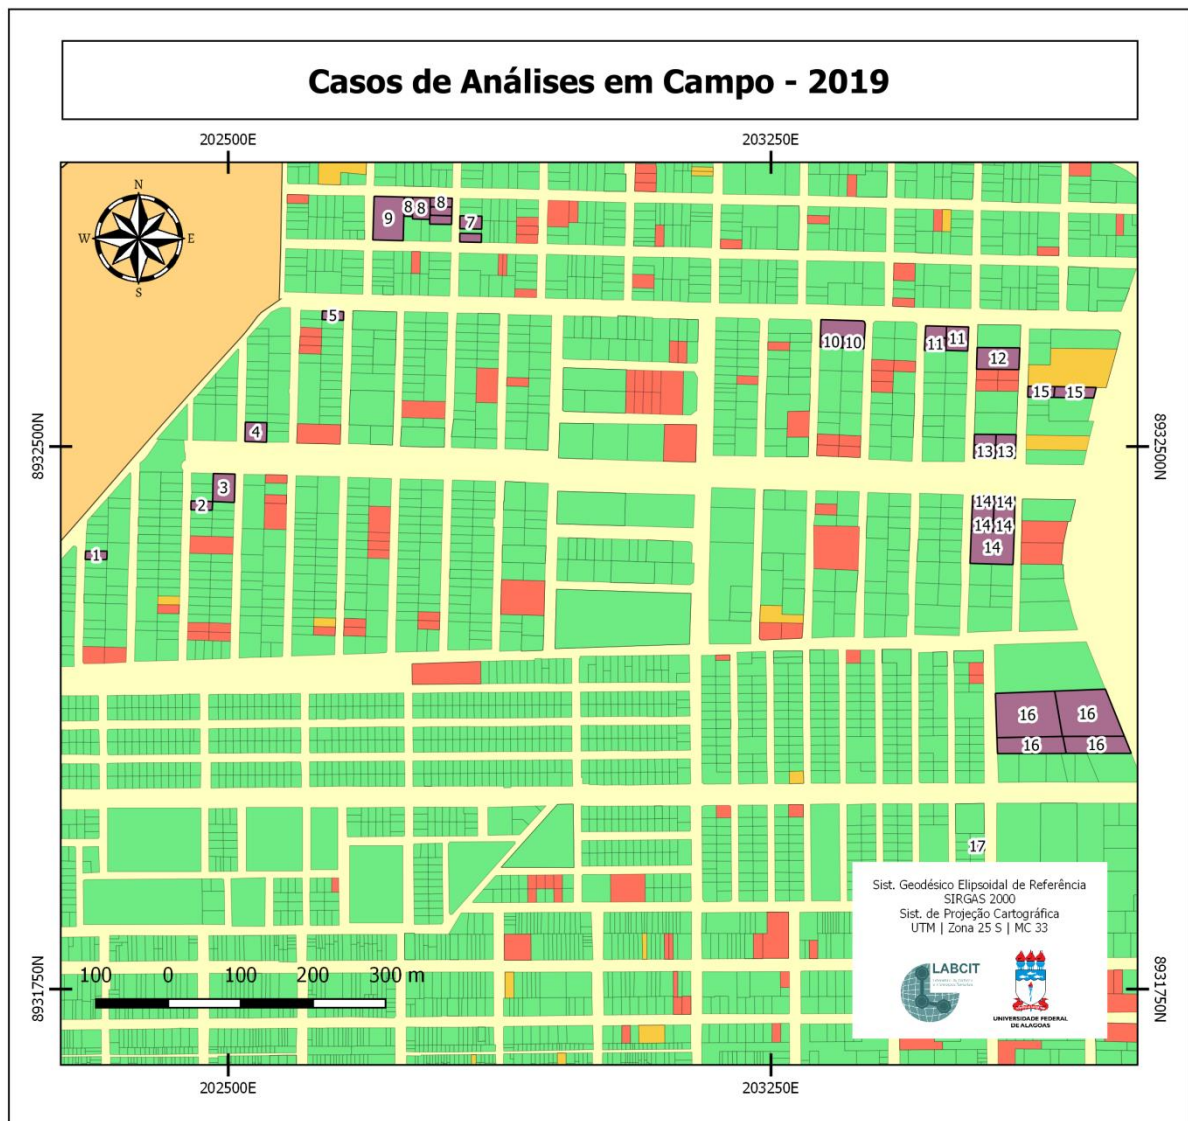 Casos de Análises em Campo - 2019
202500E
203250E
N
W
E
S
9
8
8
8
7
5
10
10
11
11
12
15
15
4
13
13
8932500N
8932500N
3
2
14
14
14
14
14
1
16
16
16
16
17
Sist. Geodésico Elipsoidal de Referência
SIRGAS 2000
Sist. de Projeção Cartográfica
UTM | Zona 25 S | MC 33
LABCIT
UNIVERSIDADE FEDERAL
DE ALAGOAS
100 0 100 200 300 m
8931750N
8931750N
202500E
203250E